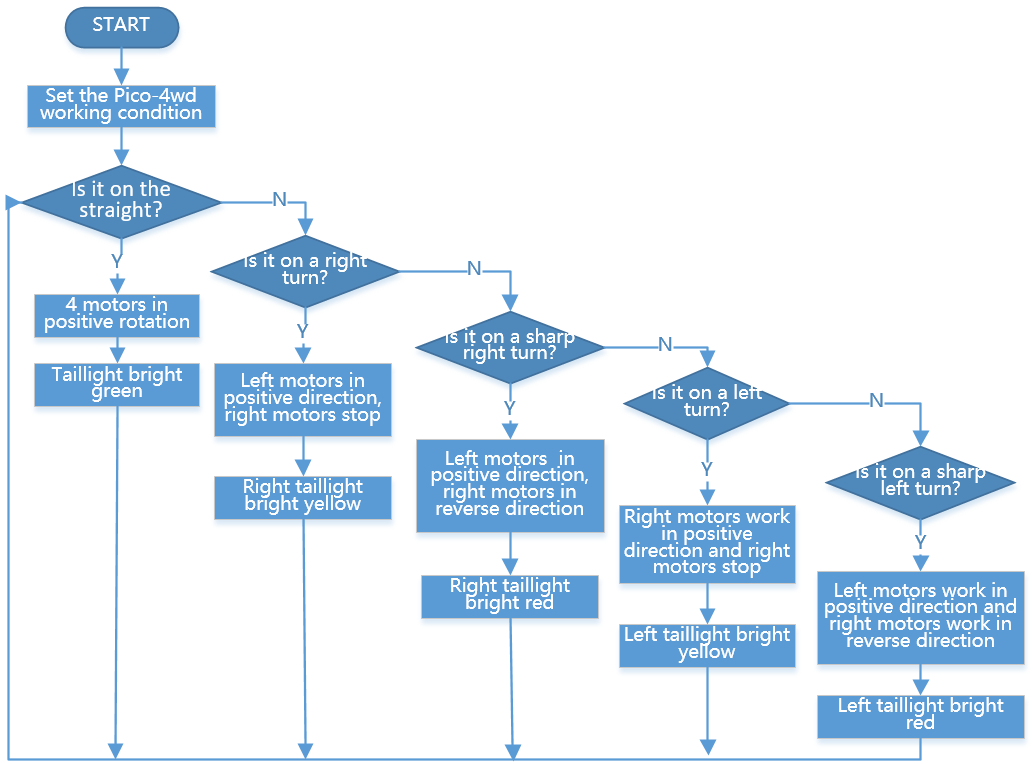 START
Set the Pico-4wd
working condition
Is it on the
straight?
N
Y
4 motors in
positive rotation
Taillight bright
green
Is it on a right
turn?
N
Y
Left motors in
positive direction,
right motors stop
Right taillight
bright yellow
Is it on a sharp
right turn?
N
Y
Left motors in
positive direction,
right motors in
reverse direction
Right taillight
bright red
Is it on a left
turn?
N
Y
Right motors work
in positive
direction and right
motors stop
Left taillight bright
yellow
Is it on a sharp
left turn?
Y
Left motors work in
positive direction and
right motors work in
reverse direction
Left taillight bright
red